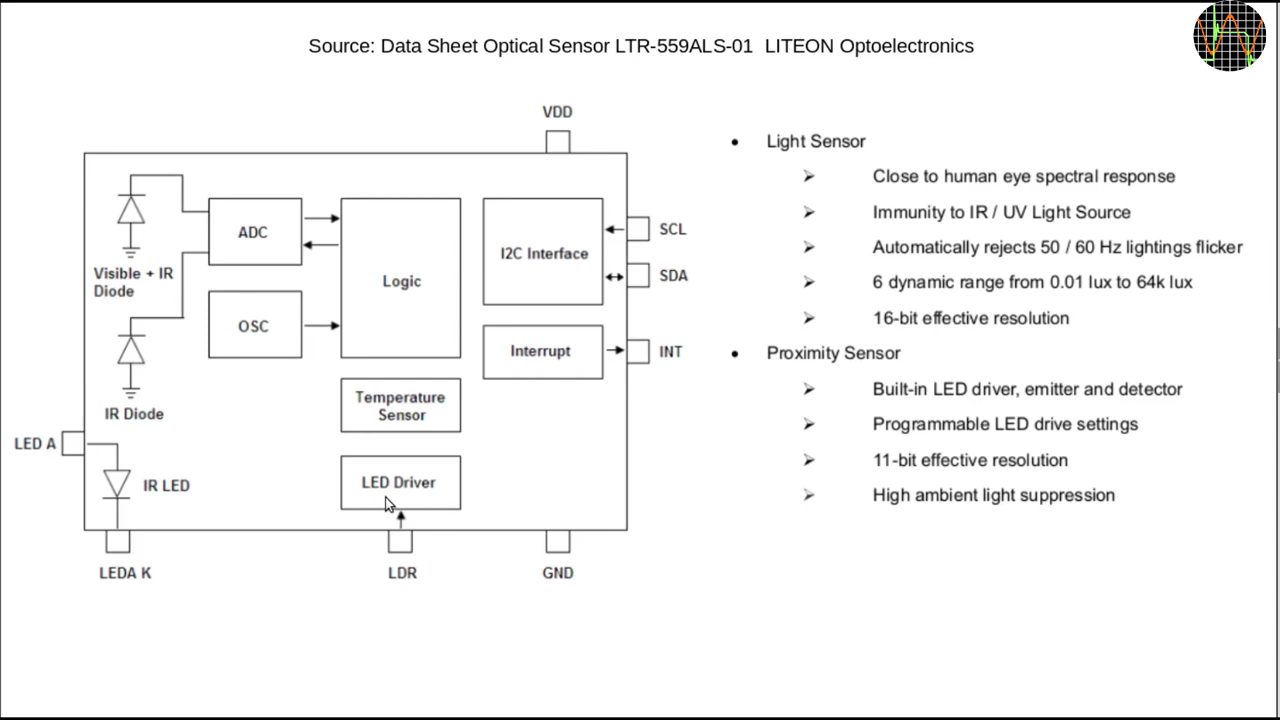 Source: Data Sheet Optical Sensor LTR-559ALS-01 LITEON Optoelectronics
VDD
ADC
Visible + IR
Diode
OSC
IR Diode
Logic
I2C Interface
SCL
SDA
Interrupt
INT
Temperature
Sensor
LED A
IR LED
LED Driver
LEDA K
LDR
GND
• Light Sensor
➢ Close to human eye spectral response
➢ Immunity to IR / UV Light Source
➢ Automatically rejects 50 / 60 Hz lightings flicker
➢ 6 dynamic range from 0.01 lux to 64k lux
➢ 16-bit effective resolution
• Proximity Sensor
➢ Built-in LED driver, emitter and detector
➢ Programmable LED drive settings
➢ 11-bit effective resolution
➢ High ambient light suppression